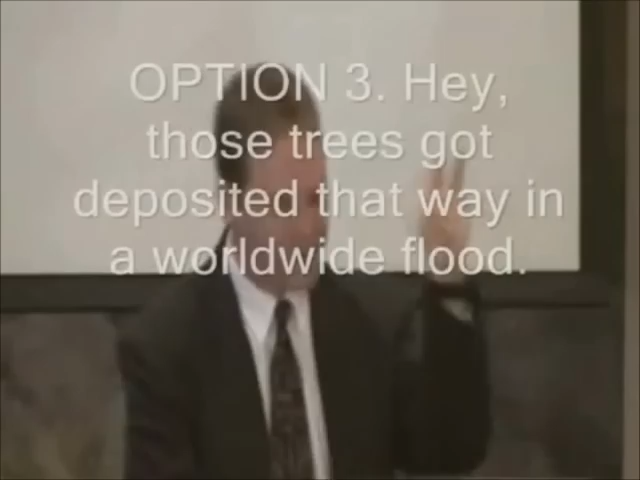 OPTION 3. Hey,
those trees got
deposited that way in
a worldwide flood.